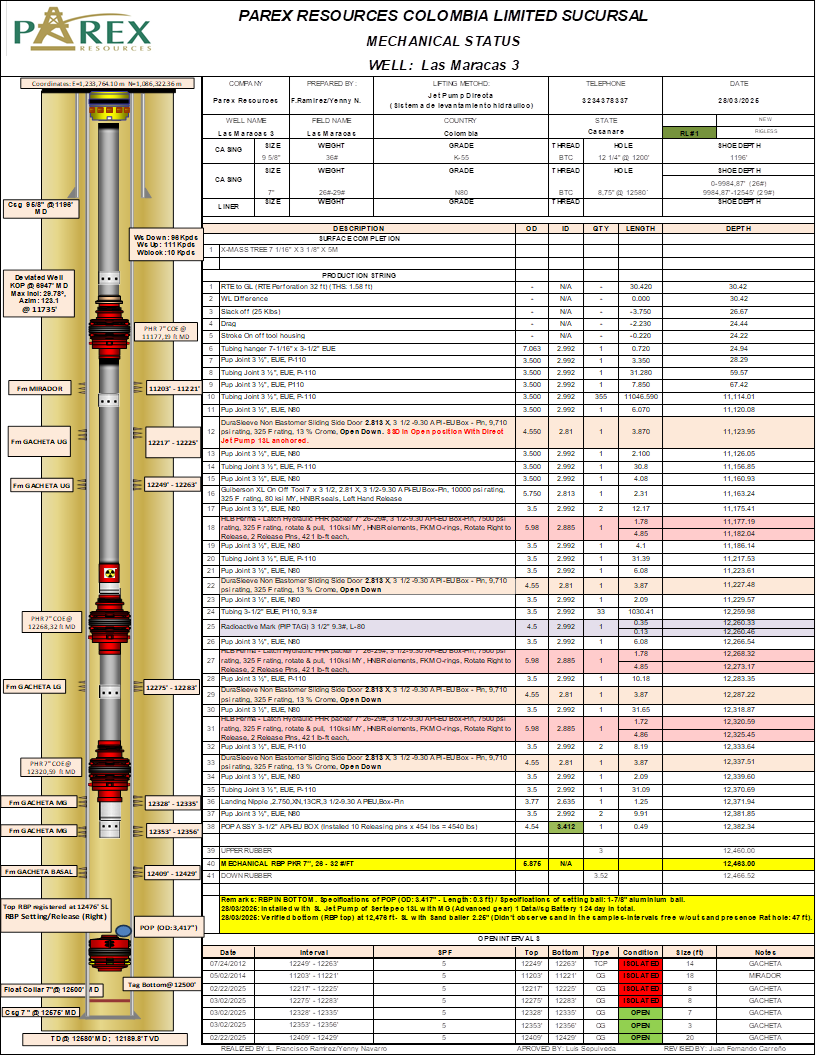 PAREX
RESOURCES
PAREX RESOURCES COLOMBIA LIMITED SUCURSAL
MECHANICAL STATUS
WELL: Las Maracas 3
Coordinates: E=1,233,764.10 m N=1,086,322.36 m
Csg 9 5/8" @1196' MD
Ws Down: 96 Kpds
Ws Up: 111 Kpds
Wblook: 10 Kpds
Deviated Well
KOP @ 6947' MD
Max Incl: 29.78º,
Azim: 123.1
@ 11735'
PHR 7" COE @ 11177,19 ft MD
Fm MIRADOR
11203' - 11221'
Fm GACHETA UG
12217' - 12225'
Fm GACHETA UG
12249' - 12263'
PHR 7" COE @ 12268,32 ft MD
Fm GACHETA LG
12275' - 12283'
PHR 7" COE @ 12320,59 ft MD
Fm GACHETA MG
12328' - 12335'
Fm GACHETA MG
12353' - 12356'
Fm GACHETA BASAL
12409' - 12429'
Top RBP registered at 12476' SL
RBP Setting/Release (Right)
POP (OD: 3,417")
Float Collar 7"@ 12500' MD
Tag Bottom@ 12500'
Csg 7 " @ 12575' MD
TD@ 12580' MD; 12189.8' TVD
COMPANY PREPARED BY : LIFTING METOHD: TELEPHONE DATE
Parex Resources F.Ramirez/Yenny N. Jet Pump Directa (Sistema de levantamiento hidráulico) 3234378337 28/03/2025
WELL NAME FIELD NAME COUNTRY STATE NEW
Las Maracas 3 Las Maracas Colombia Casanare RL#1 RIGLESS
CASING SIZE WEIGHT GRADE THREAD HOLE SHOE DEPTH
9 5/8" 36# K-55 BTC 12 1/4" @ 1200' 1196'
CASING SIZE WEIGHT GRADE THREAD HOLE SHOE DEPTH
7" 26#-29# N80 BTC 8,75" @ 12580' 0-9984,87' (26#)
9984,87'-12545' (29#)
LINER SIZE WEIGHT GRADE THREAD SHOE DEPTH
DESCRIPTION OD ID QTY LENGTH DEPTH
SURFACE COMPLETION
1 X-MASS TREE 7 1/16" X 3 1/8" X 5M
PRODUCTION STRING
1 RTE to GL (RTE Perforation 32 ft) (THS: 1.58 ft) - N/A - 30.420 30.42
2 WL Difference - N/A - 0.000 30.42
3 Slack off (25 Klbs) - N/A - -3.750 26.67
4 Drag - N/A - -2.230 24.44
5 Stroke On off tool housing - N/A - -0.220 24.22
6 Tubing hanger 7-1/16" x 3-1/2" EUE 7.063 2.992 1 0.720 24.94
7 Pup Joint 3 ½", EUE, P-110 3.500 2.992 1 3.350 28.29
8 Tubing Joint 3 ½", EUE, P-110 3.500 2.992 1 31.280 59.57
9 Pup Joint 3 ½", EUE, P110 3.500 2.992 1 7.850 67.42
10 Tubing Joint 3 ½", EUE, P-110 3.500 2.992 355 11046.590 11,114.01
11 Pup Joint 3 ½", EUE, N80 3.500 2.992 1 6.070 11,120.08
12 DuraSleeve Non Elastomer Sliding Side Door 2.813 X, 3 1/2 -9.30 API-EU Box - Pin, 9,710 psi rating, 325 F rating, 13 % Crome, Open Down. SSD in Open position With Direct Jet Pump 13L anchored. 4.550 2.81 1 3.870 11,123.95
13 Pup Joint 3 ½", EUE, N80 3.500 2.992 1 2.100 11,126.05
14 Tubing Joint 3 ½", EUE, P-110 3.500 2.992 1 30.8 11,156.85
15 Pup Joint 3 ½", EUE, N80 3.500 2.992 1 4.08 11,160.93
16 Guiberson XL On Off Tool 7 x 3 1/2, 2.81 X, 3 1/2-9.30 API-EU Box-Pin, 10000 psi rating, 325 F rating, 80 ksi MY, HNBR seals, Left Hand Release 5.750 2.813 1 2.31 11,163.24
17 Pup Joint 3 ½", EUE, N80 3.5 2.992 2 12.17 11,175.41
18 HLB Perma - Latch Hydraulic PHR packer 7" 26-29#, 3 1/2-9.30 API-EU Box-Pin, 7500 psi rating, 325 F rating, rotate & pull, 110ksi MY, HNBR elements, FKM O-rings, Rotate Right to Release, 2 Release Pins, 421 lb-ft each, 5.98 2.885 1 1.78 11,177.19
4.85 11,182.04
19 Pup Joint 3 ½", EUE, N80 3.5 2.992 1 4.1 11,186.14
20 Tubing Joint 3 ½", EUE, P-110 3.5 2.992 1 31.39 11,217.53
21 Pup Joint 3 ½", EUE, N80 3.5 2.992 1 6.08 11,223.61
22 DuraSleeve Non Elastomer Sliding Side Door 2.813 X, 3 1/2 -9.30 API-EU Box - Pin, 9,710 psi rating, 325 F rating, 13 % Crome, Open Down 4.55 2.81 1 3.87 11,227.48
23 Pup Joint 3 ½", EUE, N80 3.5 2.992 1 2.09 11,229.57
24 Tubing 3-1/2" EUE, P110, 9.3# 3.5 2.992 33 1030.41 12,259.98
25 Radioactive Mark (PIP TAG) 3 1/2" 9.3#, L-80 4.5 2.992 1 0.35 12,260.33
0.13 12,260.46
26 Pup Joint 3 ½", EUE, N80 3.5 2.992 1 6.08 12,266.54
27 HLB Perma - Latch Hydraulic PHR packer 7" 26-29#, 3 1/2-9.30 API-EU Box-Pin, 7500 psi rating, 325 F rating, rotate & pull, 110ksi MY, HNBR elements, FKM O-rings, Rotate Right to Release, 2 Release Pins, 421 lb-ft each, 5.98 2.885 1 1.78 12,268.32
4.85 12,273.17
28 Pup Joint 3 ½", EUE, P-110 3.5 2.992 1 10.18 12,283.35
29 DuraSleeve Non Elastomer Sliding Side Door 2.813 X, 3 1/2 -9.30 API-EU Box - Pin, 9,710 psi rating, 325 F rating, 13 % Crome, Open Down 4.55 2.81 1 3.87 12,287.22
30 Pup Joint 3 ½", EUE, N80 3.5 2.992 1 31.65 12,318.87
31 HLB Perma - Latch Hydraulic PHR packer 7" 26-29#, 3 1/2-9.30 API-EU Box-Pin, 7500 psi rating, 325 F rating, rotate & pull, 110ksi MY, HNBR elements, FKM O-rings, Rotate Right to Release, 2 Release Pins, 421 lb-ft each, 5.98 2.885 1 1.72 12,320.59
4.86 12,325.45
32 Pup Joint 3 ½", EUE, P-110 3.5 2.992 2 8.19 12,333.64
33 DuraSleeve Non Elastomer Sliding Side Door 2.813 X, 3 1/2 -9.30 API-EU Box - Pin, 9,710 psi rating, 325 F rating, 13 % Crome, Open Down 4.55 2.81 1 3.87 12,337.51
34 Pup Joint 3 ½", EUE, N80 3.5 2.992 1 2.09 12,339.60
35 Tubing Joint 3 ½", EUE, P-110 3.5 2.992 1 31.09 12,370.69
36 Landing Nipple ,2.750,XN,13CR,3 1/2-9.30 API,EU,Box-Pin 3.77 2.635 1 1.25 12,371.94
37 Pup Joint 3 ½", EUE, N80 3.5 2.992 2 9.91 12,381.85
38 POP ASSY 3-1/2" API-EU BOX (Installed 10 Releasing pins x 454 lbs = 4540 lbs) 4.54 3.412 1 0.49 12,382.34
39 UPPER RUBBER 3 12,460.00
40 MECHANICAL RBP PKR 7", 26 - 32 #/FT 5.875 N/A 12,463.00
41 DOWN RUBBER 3.52 12,466.52
Remarks: RBP IN BOTTOM . Specifications of POP (OD: 3,417" - Length: 0.3 ft) / Specifications of setting ball: 1-7/8" aluminium ball.
28/03/2025: Installed with SL Jet Pump of Sertepeo 13L with MG (Advanced gear) 1 Data/sg Battery 124 day in total.
28/03/2025: Verified bottom (RBP top) at 12,476 ft- SL with Sand bailer 2.25" (Didn't observe sand in the samples-intervals free w/out sand presence Rat hole: 47 ft).
OPEN INTERVALS
Date Interval SPF Top Bottom Type Condition Size (ft) Notes
07/24/2012 12249' - 12263' 5 12249' 12263' TCP ISOLATED 14 GACHETA
05/02/2014 11203' - 11221' 5 11203' 11221' CG ISOLATED 18 MIRADOR
02/22/2025 12217' - 12225' 5 12217' 12225' CG ISOLATED 8 GACHETA
03/02/2025 12275' - 12283' 5 12275' 12283' CG ISOLATED 8 GACHETA
03/02/2025 12328' - 12335' 5 12328' 12335' CG OPEN 7 GACHETA
03/02/2025 12353' - 12356' 5 12353' 12356' CG OPEN 3 GACHETA
02/22/2025 12409' - 12429' 5 12409' 12429' CG OPEN 20 GACHETA
REALIZED BY :L. Francisco Ramirez/Yenny Navarro APROVED BY: Luis Sepulveda REVISED BY: Juan Fernando Carreño